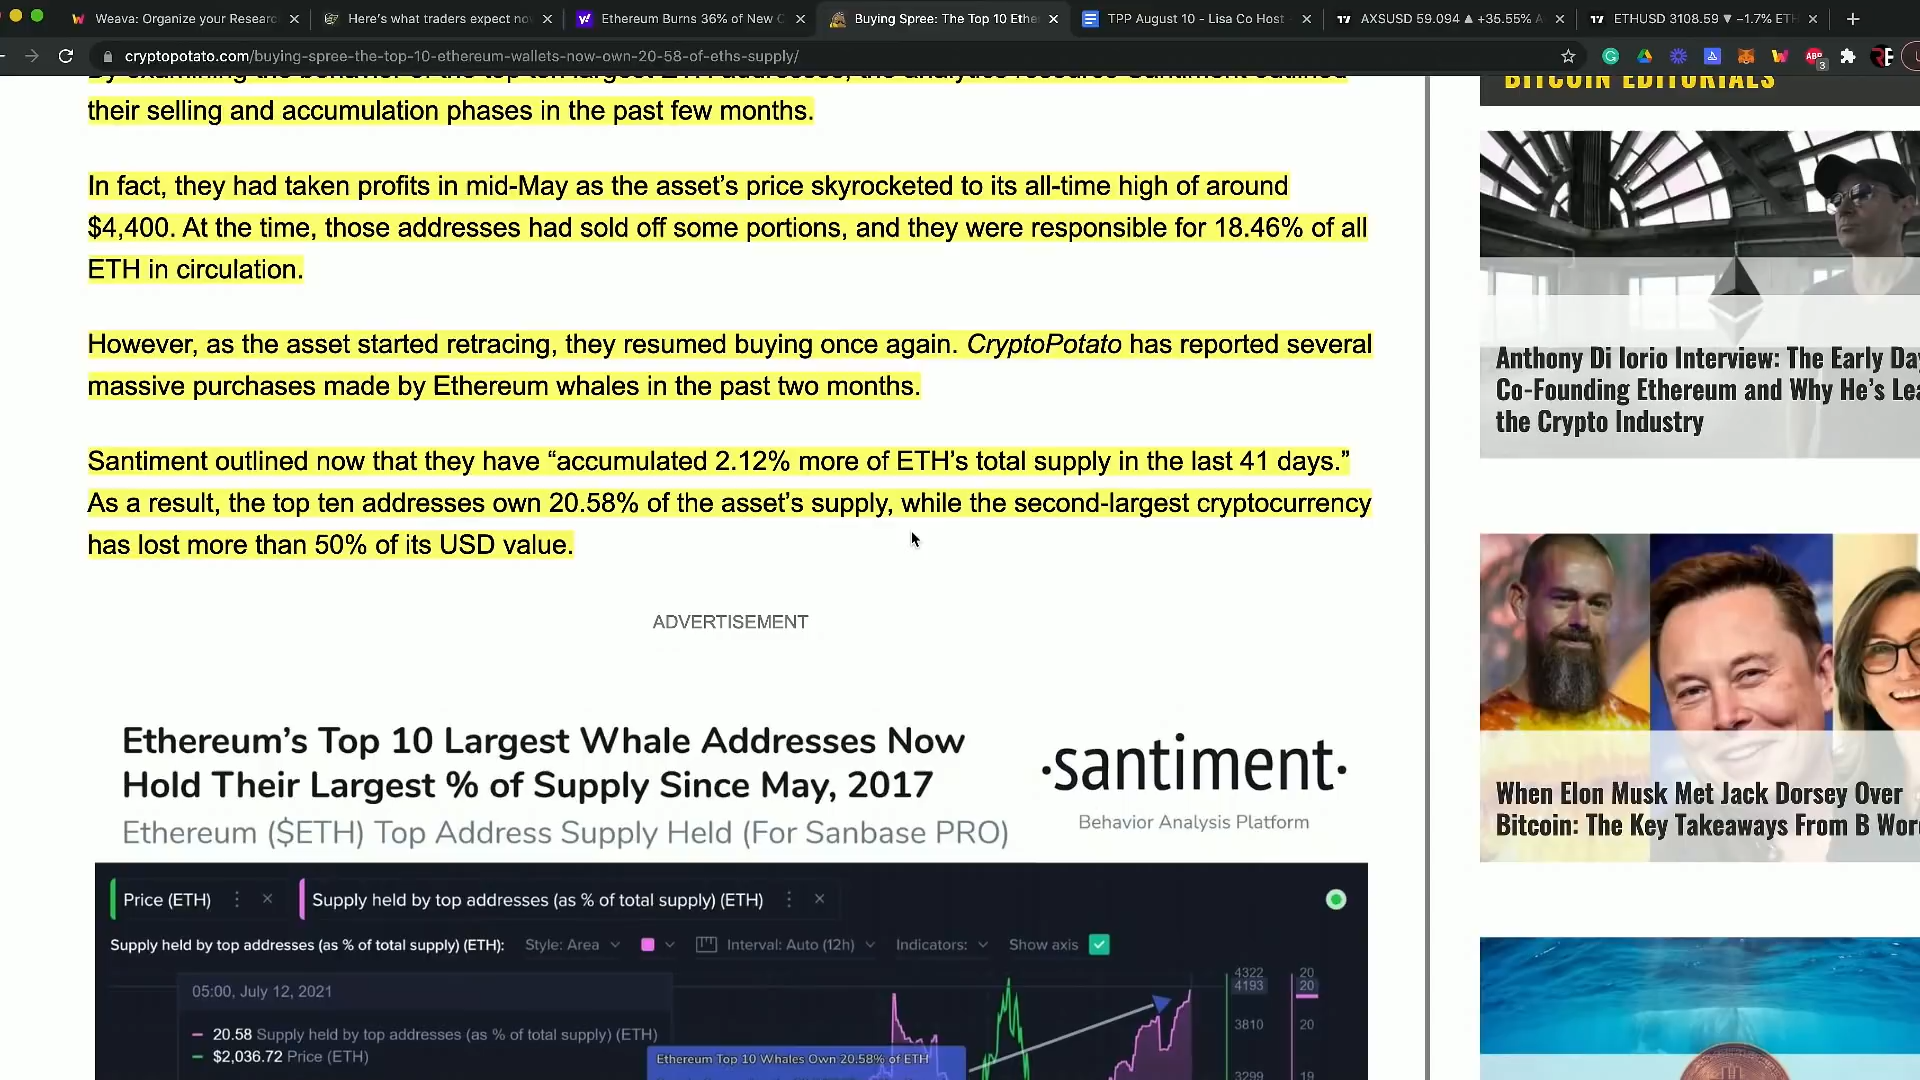 Weava: Organize your Researc
Here's what traders expect no
Ethereum Burns 36% of New C
Buying Spree: The Top 10 Ethe
TPP August 10 - Lisa Co Host -
AXSUSD 59.094 ▲ +35.55% A
ETHUSD 3108.59 ▼ −1.7% ETH
cryptopotato.com/buying-spree-the-top-10-ethereum-wallets-now-own-20-58-of-eths-supply/
ABP
3
By examining the behavior of the top ten largest ETH addresses, the analytics resource Santiment outlined
their selling and accumulation phases in the past few months.
In fact, they had taken profits in mid-May as the asset's price skyrocketed to its all-time high of around
$4,400. At the time, those addresses had sold off some portions, and they were responsible for 18.46% of all
ETH in circulation.
However, as the asset started retracing, they resumed buying once again. CryptoPotato has reported several
massive purchases made by Ethereum whales in the past two months.
Santiment outlined now that they have “accumulated 2.12% more of ETH's total supply in the last 41 days.”
As a result, the top ten addresses own 20.58% of the asset's supply, while the second-largest cryptocurrency
has lost more than 50% of its USD value.
ADVERTISEMENT
Ethereum's Top 10 Largest Whale Addresses Now
Hold Their Largest % of Supply Since May, 2017
Ethereum ($ETH) Top Address Supply Held (For Sanbase PRO)
·santiment·
Behavior Analysis Platform
Price (ETH)
Supply held by top addresses (as % of total supply) (ETH)
Supply held by top addresses (as % of total supply) (ETH):
Style: Area
Interval: Auto (12h)
Indicators:
Show axis
05:00, July 12, 2021
20.58 Supply held by top addresses (as % of total supply) (ETH)
$2,036.72 Price (ETH)
Ethereum Top 10 Whales Own 20.58% of ETH
4322
4193
3810
3299
20
20
20
19
BITCOIN EDITORIALS
Anthony Di Iorio Interview: The Early Day
Co-Founding Ethereum and Why He's Lea
the Crypto Industry
When Elon Musk Met Jack Dorsey Over
Bitcoin: The Key Takeaways From B Wor